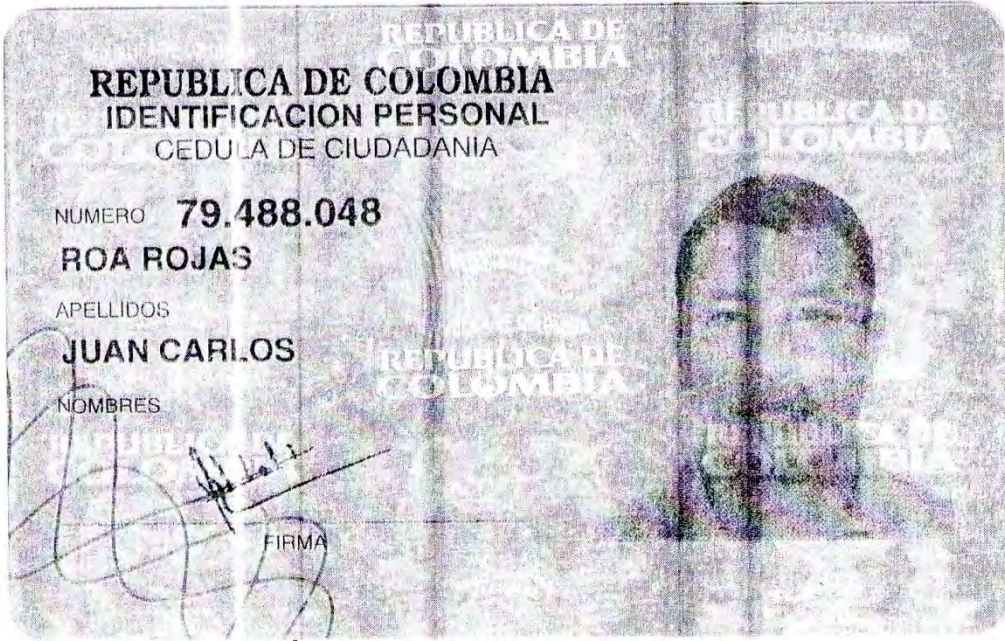 REPUBLICA DE COLOMBIA
REPUBLICA DE COLOMBIA
IDENTIFICACION PERSONAL
CEDULA DE CIUDADANIA
REPUBLICA DE COLOMBIA
NUMERO 79.488.048
ROA ROJAS
APELLIDOS
JUAN CARLOS
REPUBLICA DE COLOMBIA
NOMBRES
FIRMA